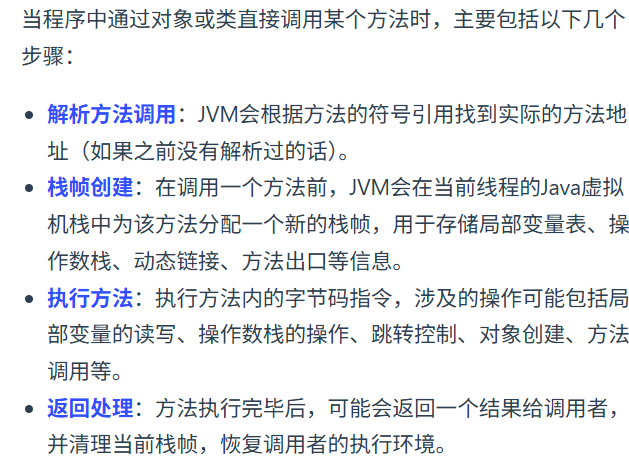 当程序中通过对象或类直接调用某个方法时，主要包括以下几个
步骤：
解析方法调用：JVM会根据方法的符号引用找到实际的方法地
址（如果之前没有解析过的话）。
栈帧创建：在调用一个方法前，JVM会在当前线程的Java虚拟
机栈中为该方法分配一个新的栈帧，用于存储局部变量表、操
作数栈、动态链接、方法出口等信息。
执行方法：执行方法内的字节码指令，涉及的操作可能包括局
部变量的读写、操作数栈的操作、跳转控制、对象创建、方法
调用等。
返回处理：方法执行完毕后，可能会返回一个结果给调用者，
并清理当前栈帧，恢复调用者的执行环境。